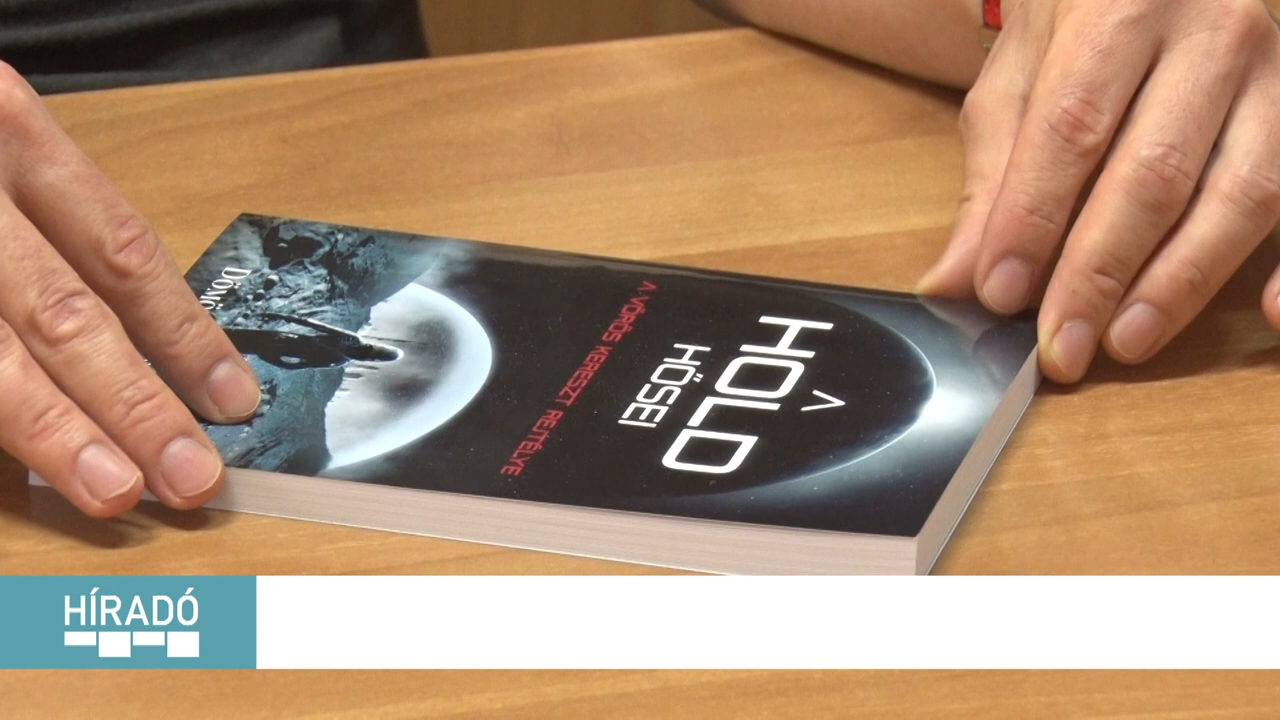 A
HOLD
HŐSEI
A VÖRÖS KERESZT REJTÉLYE
HÍRADÓ